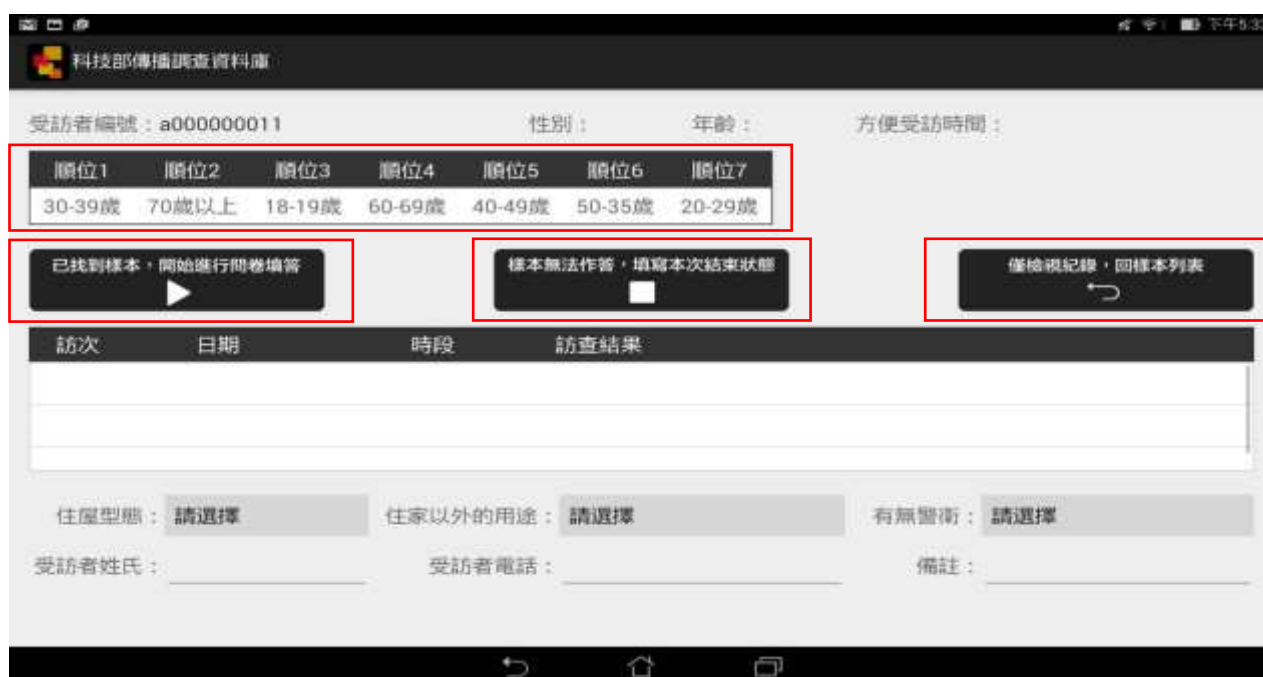 下午5:3
科技部傳播調查資料庫
受訪者編號：a000000011 性別： 年齡： 方便受訪時間：
順位1 順位2 順位3 順位4 順位5 順位6 順位7
30-39歲 70歲以上 18-19歲 60-69歲 40-49歲 50-35歲 20-29歲
已找到樣本，開始進行問卷填答 樣本無法作答，填寫本次結束狀態 僅檢視紀錄，回樣本列表
訪次 日期 時段 訪查結果
住屋型態： 請選擇 住家以外的用途： 請選擇 有無警衛： 請選擇
受訪者姓氏： 受訪者電話： 備註：